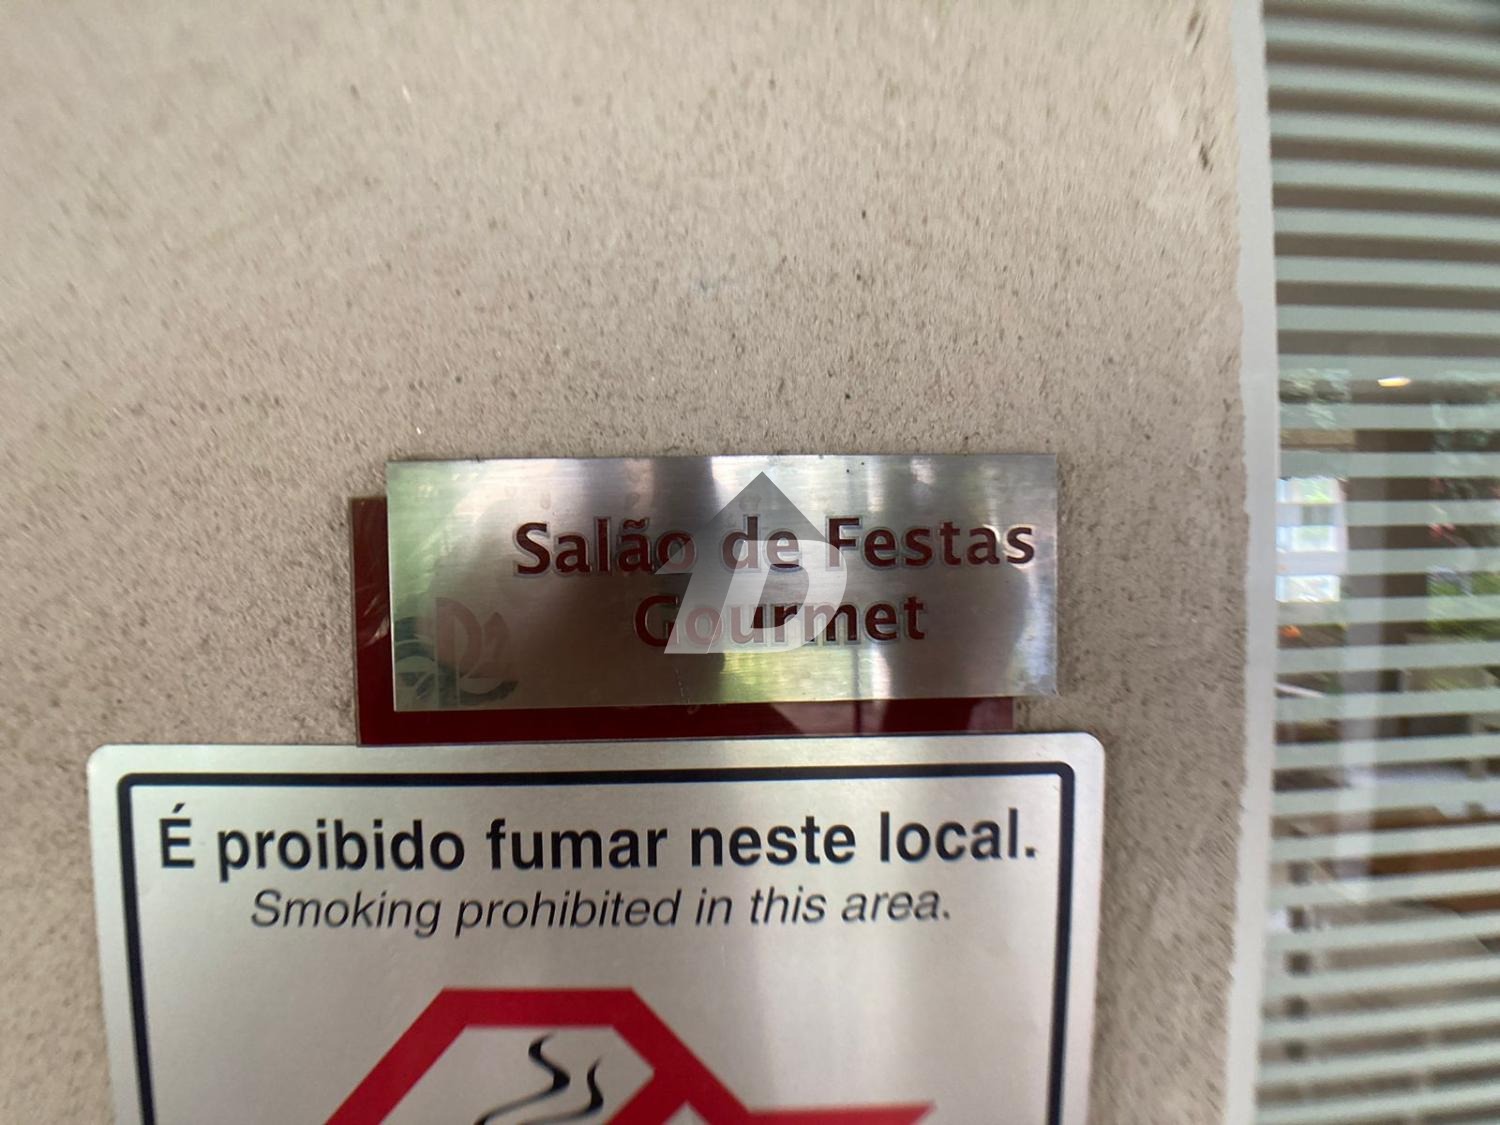 Salão de Festas
Gourmet
É proibido fumar neste local.
Smoking prohibited in this area.